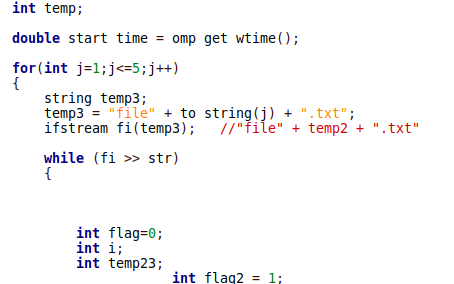 int temp;
double start time = omp get wtime();
for(int j=1;j<=5;j++)
{
string temp3;
temp3 = "file" + to string(j) + ".txt";
ifstream fi(temp3);   //"file" + temp2 + ".txt"
while (fi >> str)
{
int flag=0;
int i;
int temp23;
int flag2 = 1;